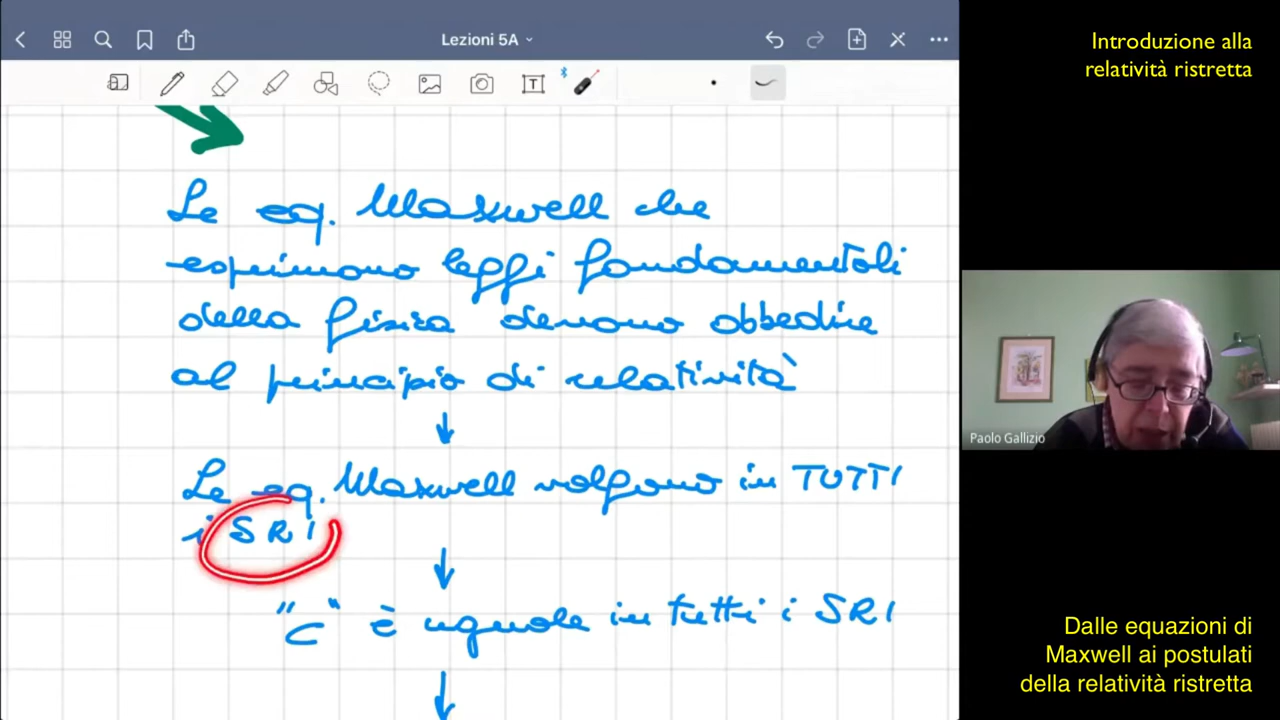 Lezioni 5A
T
Introduzione alla
relatività ristretta
Le eq. Maxwell che
esprimono leggi fondamentali
della fisica devono obbedire
al principio di relatività
Le eq. Maxwell valgono in TUTTI
i SRI
"c" è uguale in tutti i SRI
Paolo Gallizio
Dalle equazioni di
Maxwell ai postulati
della relatività ristretta